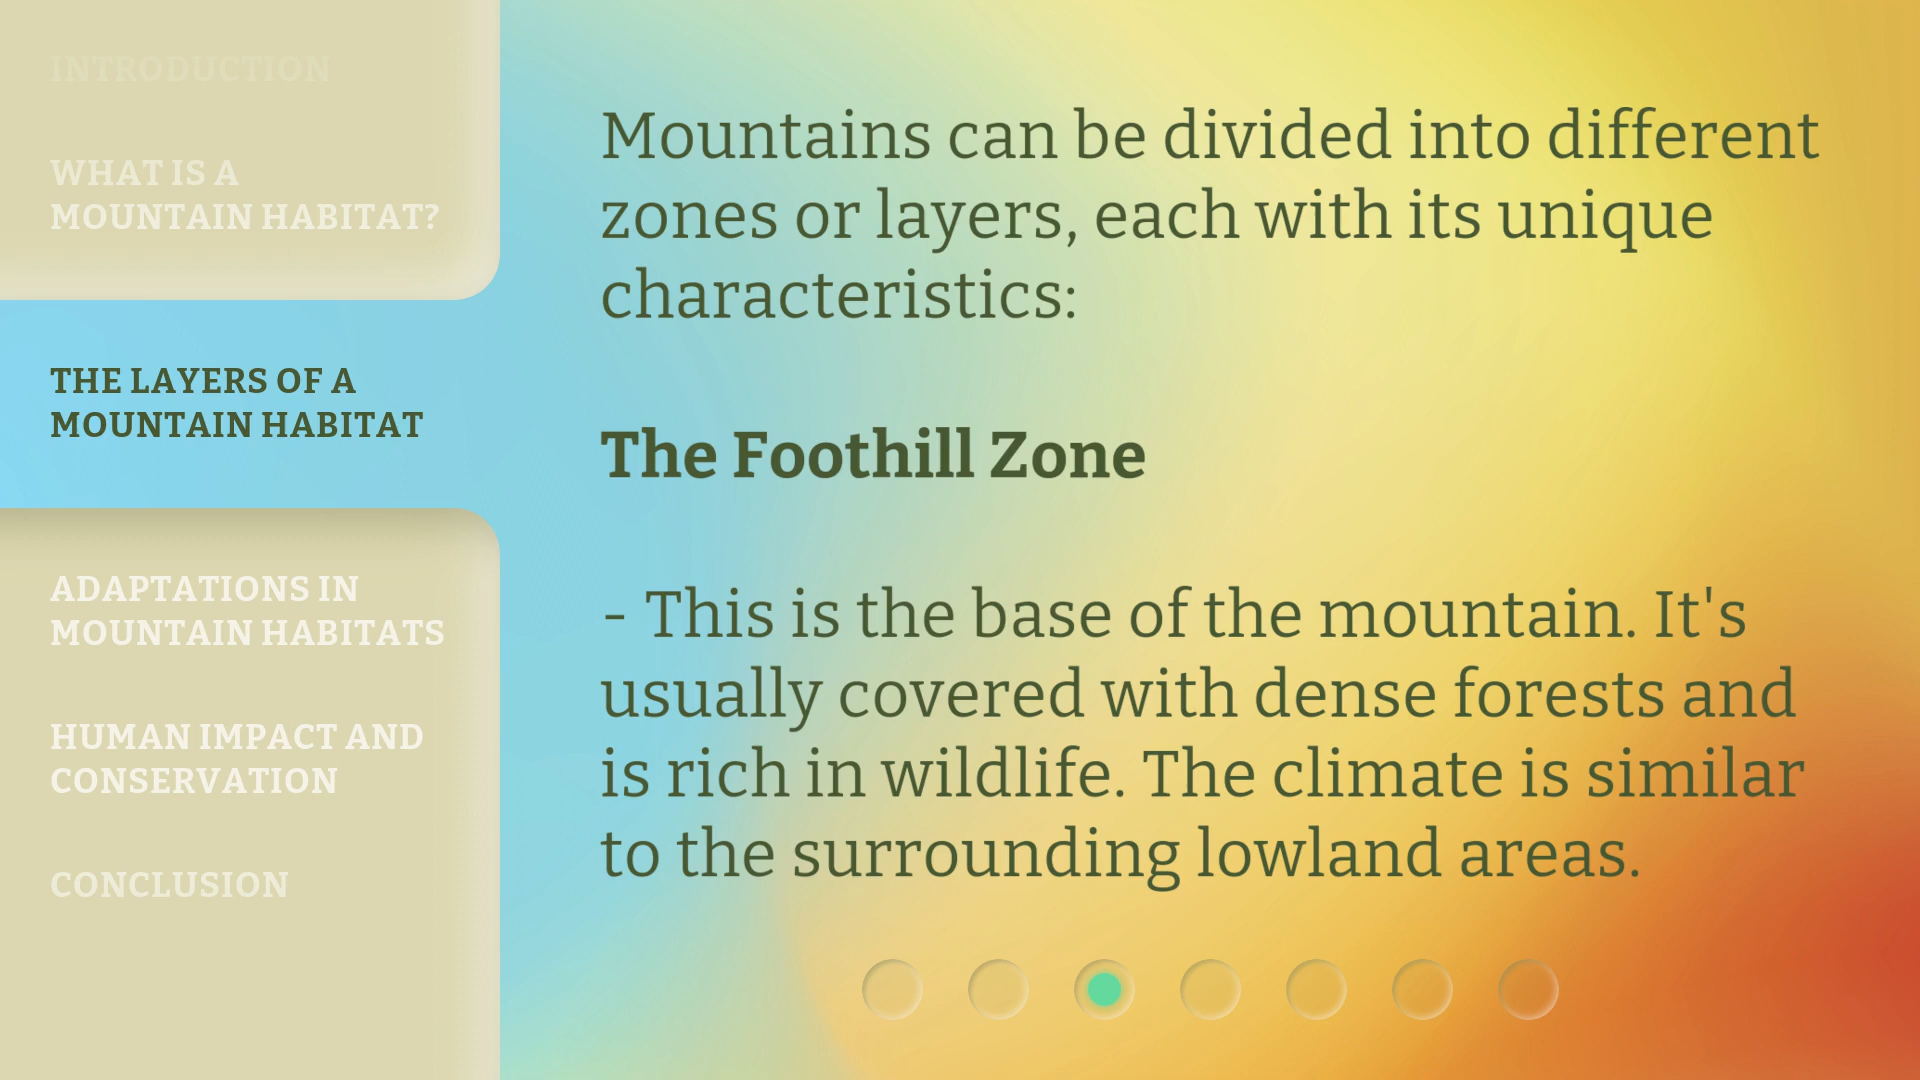 INTRODUCTION
WHAT IS A
MOUNTAIN HABITAT?
THE LAYERS OF A
MOUNTAIN HABITAT
ADAPTATIONS IN
MOUNTAIN HABITATS
HUMAN IMPACT AND
CONSERVATION
CONCLUSION
Mountains can be divided into different
zones or layers, each with its unique
characteristics:
The Foothill Zone
- This is the base of the mountain. It's
usually covered with dense forests and
is rich in wildlife. The climate is similar
to the surrounding lowland areas.